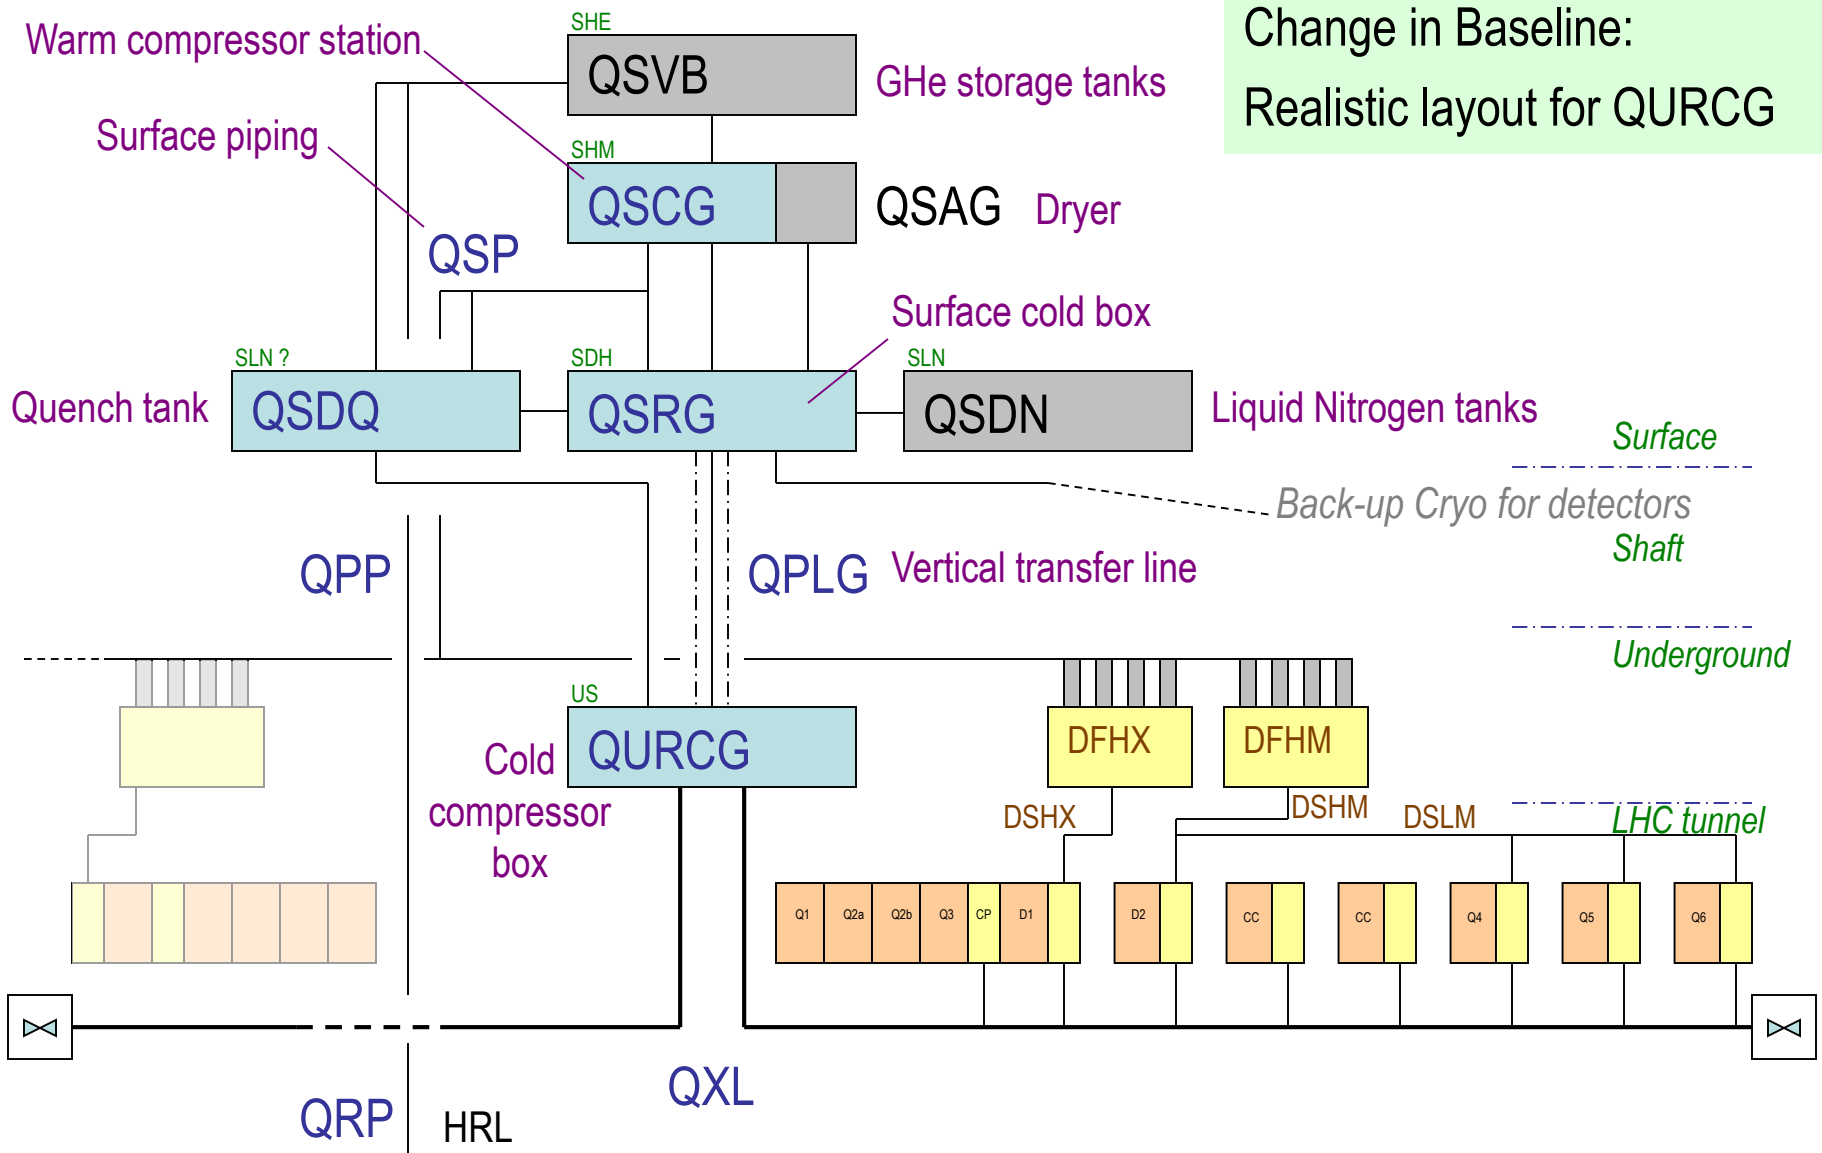 SHE
Change in Baseline:
Warm compressor station
QSVB
GHe storage tanks
Realistic layout for QURCG
Surface piping
SHM
QSCG
QSAG
Dryer
QSP
Surface cold box
SLN ?
SDH
SLN
Quench tank
QSDQ
QSRG
QSDN
Liquid Nitrogen tanks
Surface
Back-up Cryo for detectors
Shaft
QPP
QPLG
Vertical transfer line
Underground
US
QURCG
DFHX
DFHM
Cold
compressor
box
DSHX
DSHM
DSLM
LHC tunnel
Q1
Q2a
Q2b
Q3
CP
D1
D2
CC
CC
Q4
Q5
Q6
QXL
QRP
HRL